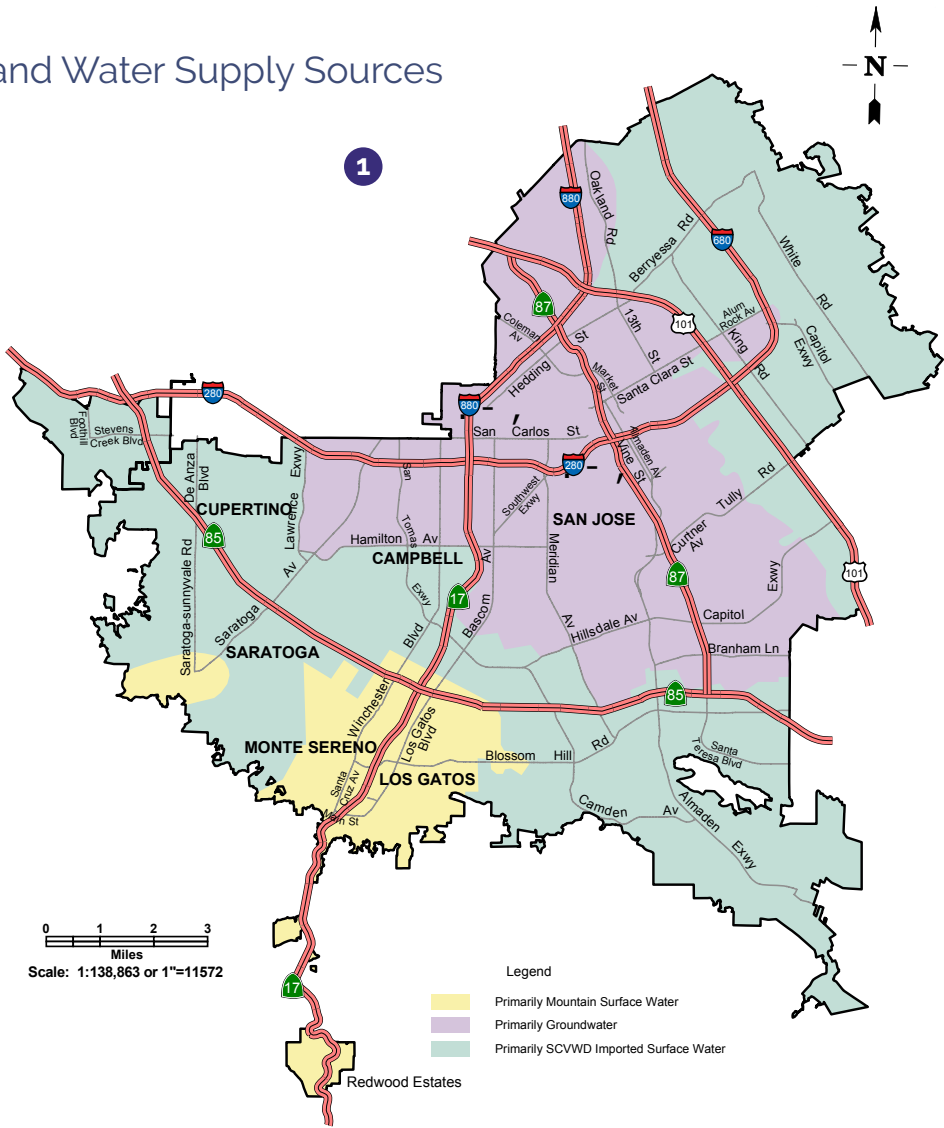 and Water Supply Sources
N
1
880
Oakland
Rd
680
Berryessa Rd
White
Rd
87
Coleman
Av
Hedding
St
13th
St
101
Alum
Rock Av
King
Rd
Capitol
Exwy
Market
St
Santa Clara St
280
Foothill
Blvd
Stevens
Creek Blvd
880
San Carlos St
280
Almaden Av
Vine St
De Anza
Blvd
Lawrence
Exwy
San
Tomas
Exwy
Southwest
Exwy
Tully Rd
CUPERTINO
SAN JOSE
85
Hamilton Av
CAMPBELL
Av
Meridian
Av
Curtner
Av
Saratoga-sunnyvale Rd
Saratoga
Av
17
Bascom
87
Exwy
101
Capitol
Blvd
Hillsdale Av
Branham Ln
SARATOGA
Winchester
85
Los Gatos
Blvd
MONTE SERENO
Blossom Hill
Rd
Santa
Teresa Blvd
LOS GATOS
Santa
Cruz Av
Main St
Camden Av
Almaden
Exwy
0 1 2 3
Miles
Scale: 1:138,863 or 1"=11572
17
Legend
Primarily Mountain Surface Water
Primarily Groundwater
Primarily SCVWD Imported Surface Water
Redwood Estates